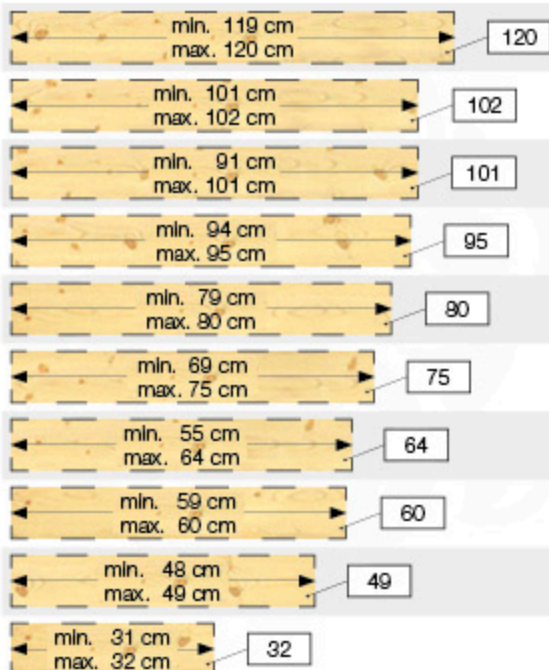 min. 119 cm
max. 120 cm
120
min. 101 cm
max. 102 cm
102
min. 91 cm
max. 101 cm
101
min. 94 cm
max. 95 cm
95
min. 79 cm
max. 80 cm
80
min. 69 cm
max. 75 cm
75
min. 55 cm
max. 64 cm
64
min. 59 cm
max. 60 cm
60
min. 48 cm
max. 49 cm
49
min. 31 cm
max. 32 cm
32